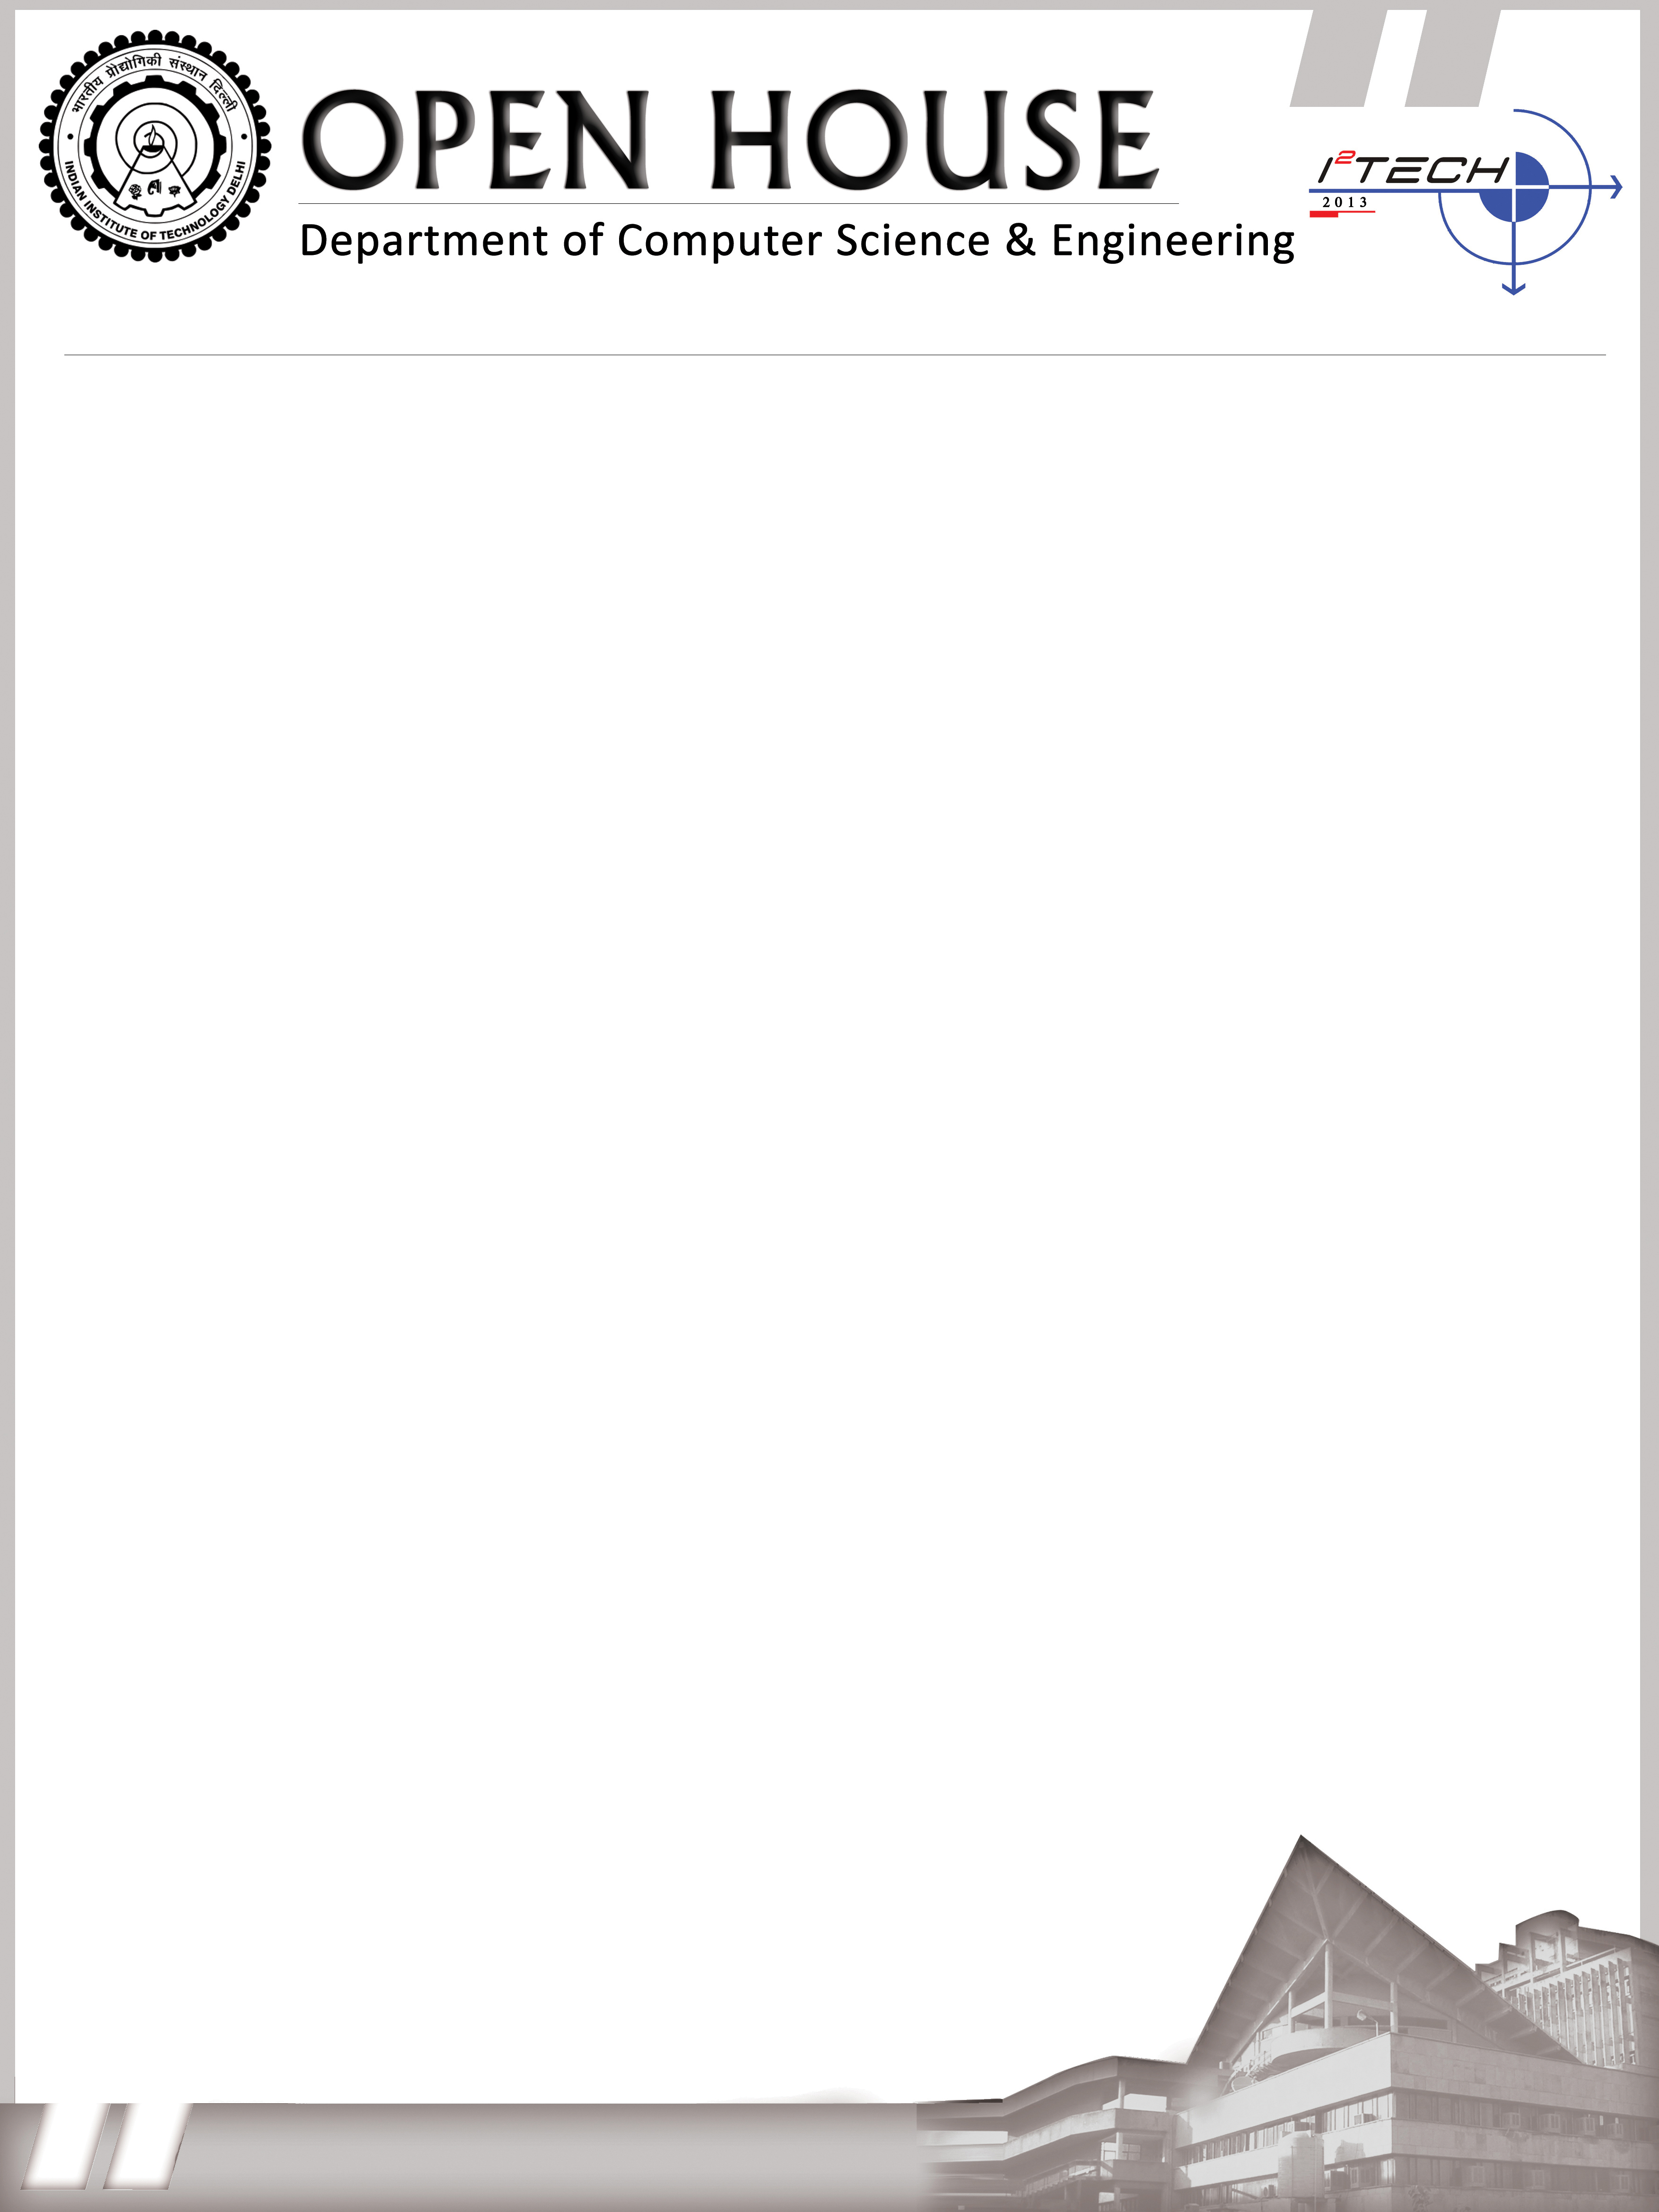 भारतीय प्रौद्योगिकी संस्थान दिल्ली
INDIAN INSTITUTE OF TECHNOLOGY DELHI
OPEN HOUSE
Department of Computer Science & Engineering
I²TECH
2013